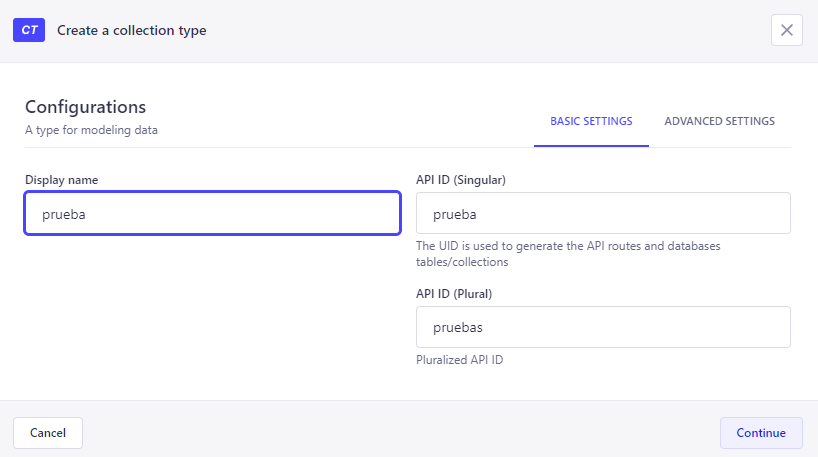 CT Create a collection type
Configurations
A type for modeling data
BASIC SETTINGS ADVANCED SETTINGS
Display name
prueba
API ID (Singular)
prueba
The UID is used to generate the API routes and databases
tables/collections
API ID (Plural)
pruebas
Pluralized API ID
Cancel
Continue